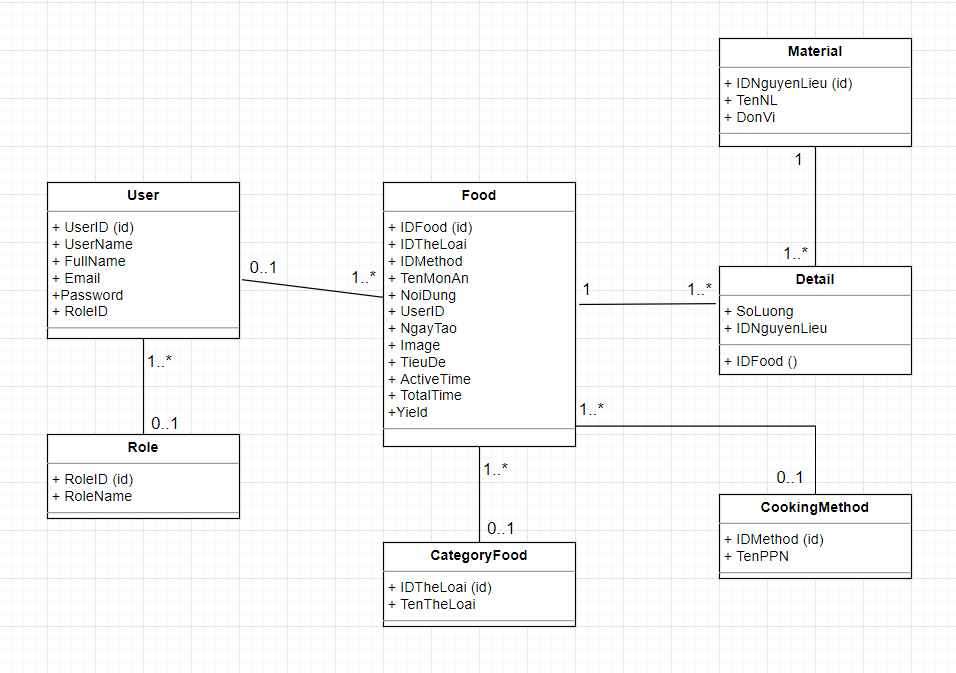 Material
+ IDNguyenLieu (id)
+ TenNL
+ DonVi
1
1..*
User
+ UserID (id)
+ UserName
+ FullName
+ Email
+Password
+ RoleID
0..1
1..*
Food
+ IDFood (id)
+ IDTheLoai
+ IDMethod
+ TenMonAn
+ NoiDung
+ UserID
+ NgayTao
+ Image
+ TieuDe
+ ActiveTime
+ TotalTime
+Yield
1
1..*
Detail
+ SoLuong
+ IDNguyenLieu
+ IDFood ()
1..*
0..1
Role
+ RoleID (id)
+ RoleName
1..*
0..1
CategoryFood
+ IDTheLoai (id)
+ TenTheLoai
1..*
0..1
CookingMethod
+ IDMethod (id)
+ TenPPN